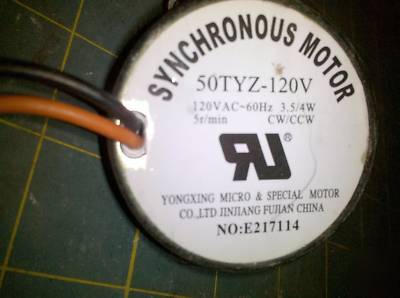 SYNCHRONOUS MOTOR
50TYZ-120V
120VAC~60Hz 3.5/4W
5r/min CW/CCW
RU®
YONGXING MICRO & SPECIAL MOTOR
CO.,LTD JINJIANG FUJIAN CHINA
NO:E217114